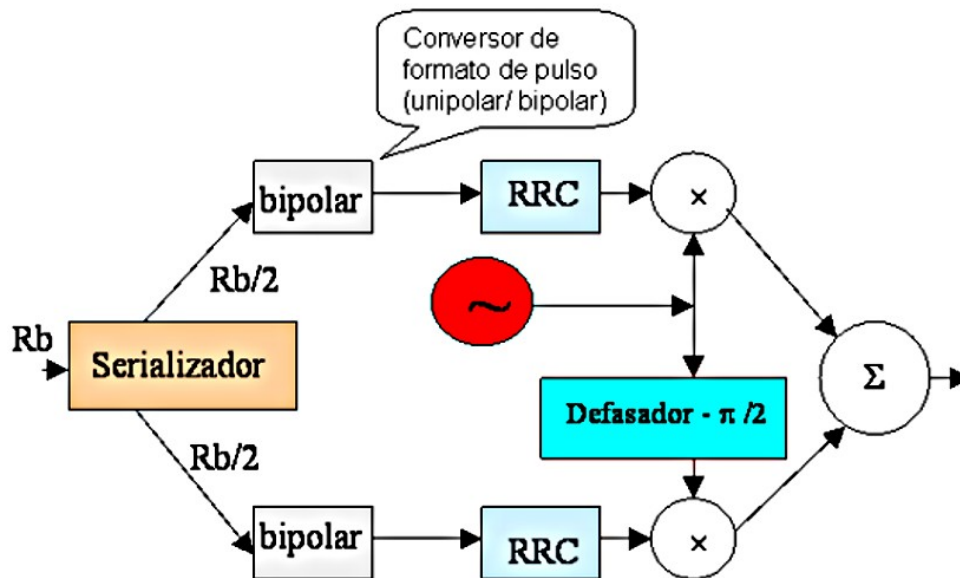 Conversor de
formato de pulso
(unipolar/ bipolar)
bipolar
RRC
×
Rb/2
~
Rb
Serializador
Σ
Defasador - π /2
Rb/2
bipolar
RRC
×